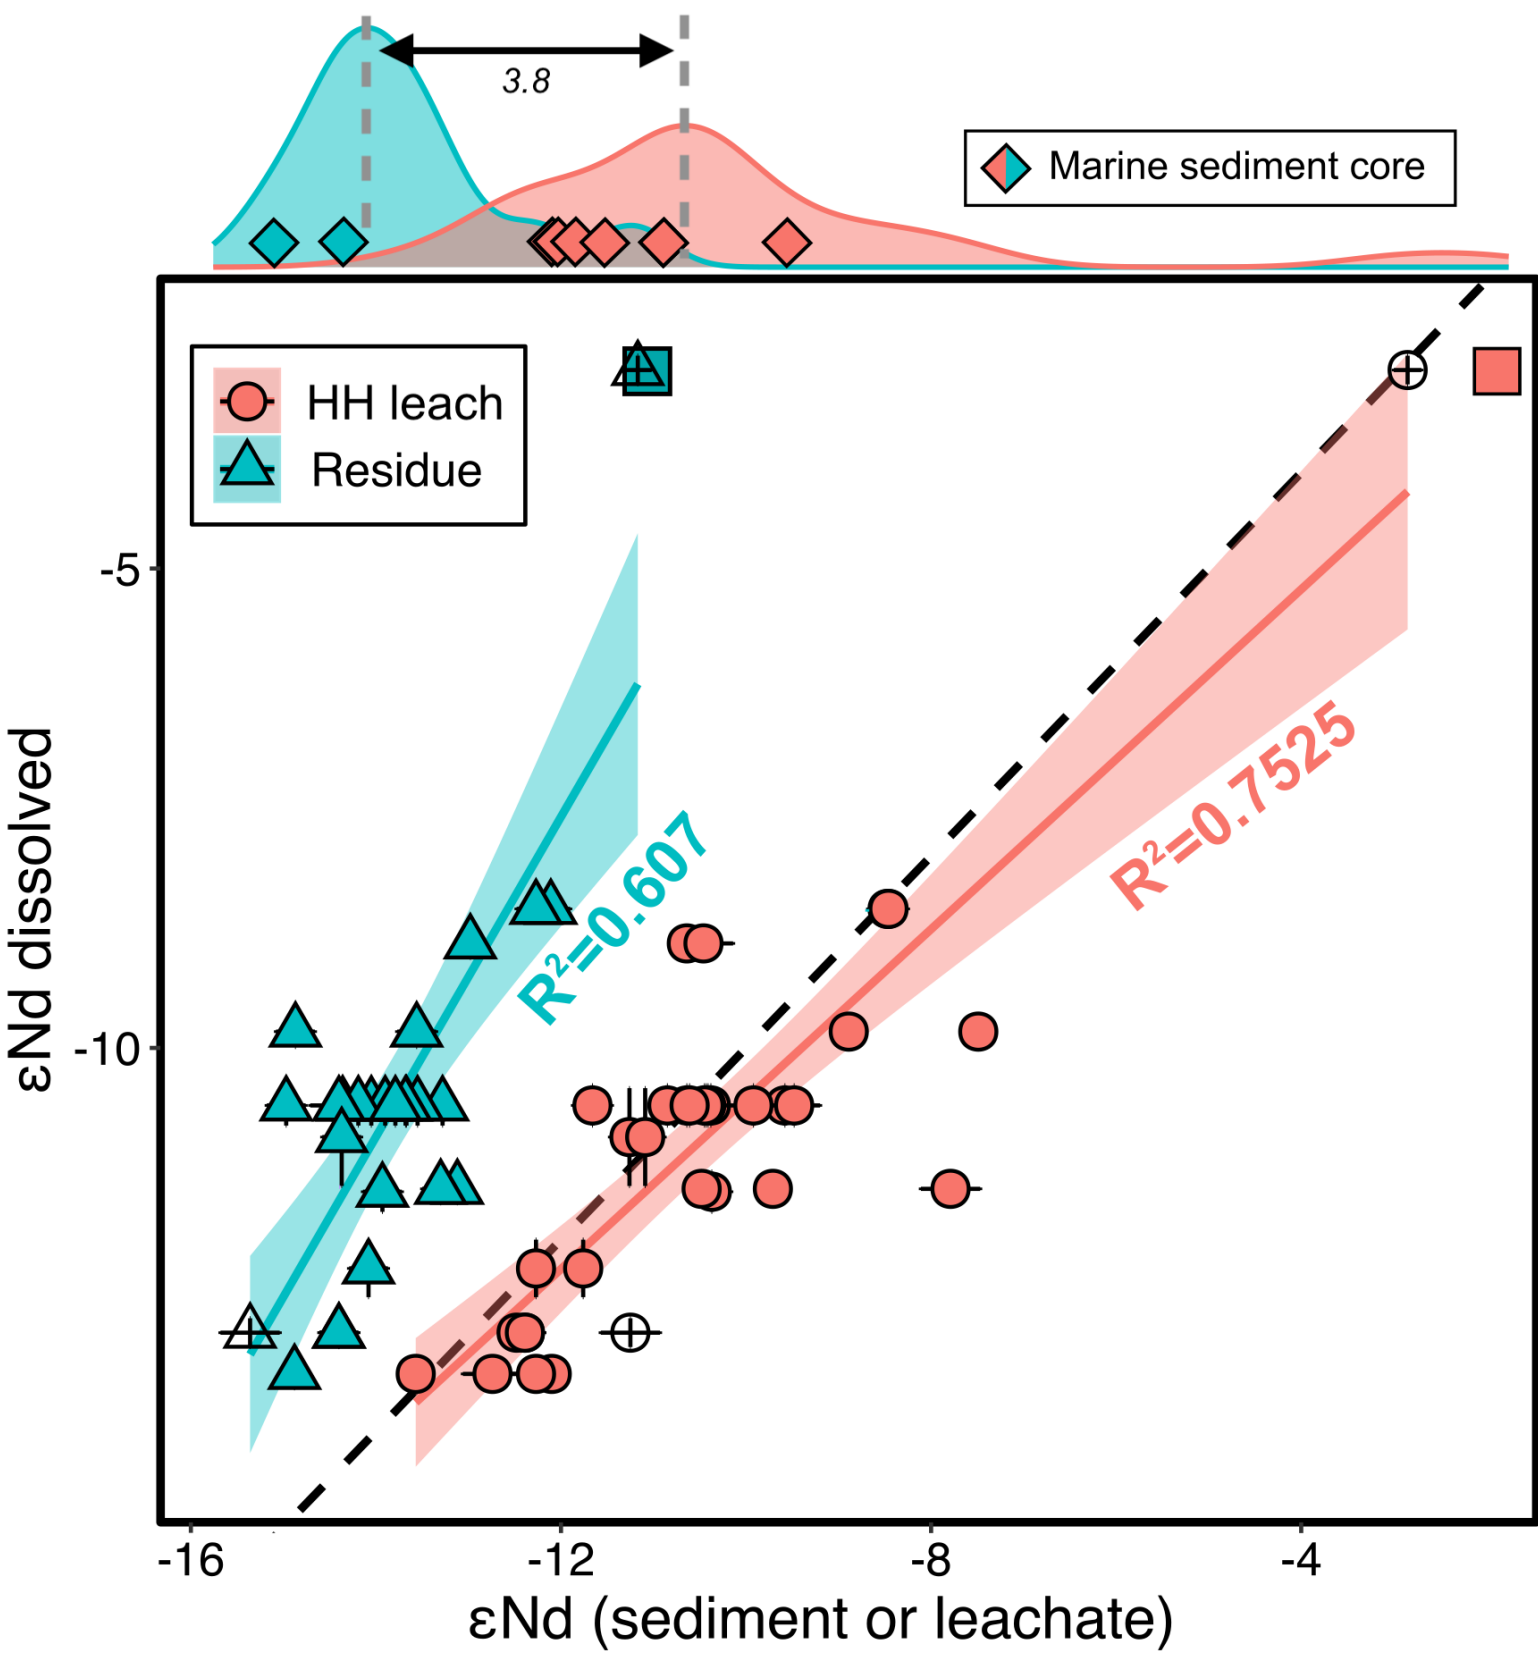 3.8
Marine sediment core
HH leach
Residue
R²=0.607
R²=0.7525
εNd dissolved
-5
-10
-16
-12
-8
-4
εNd (sediment or leachate)